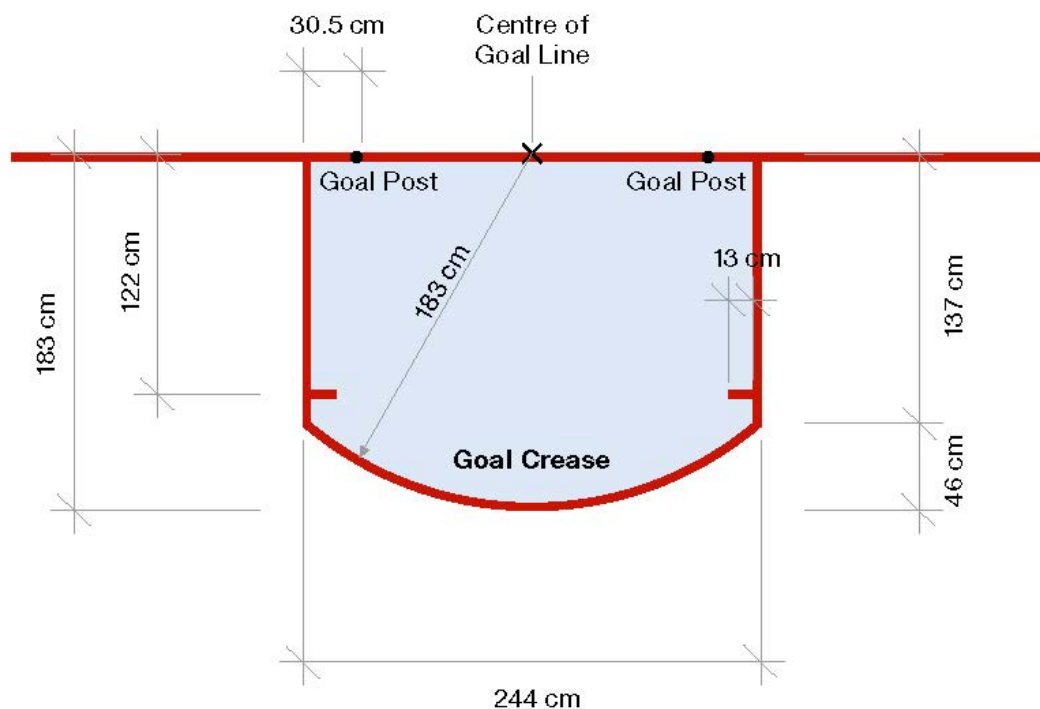 30.5 cm
Centre of
Goal Line
Goal Post
Goal Post
183 cm
13 cm
122 cm
183 cm
137 cm
Goal Crease
46 cm
244 cm